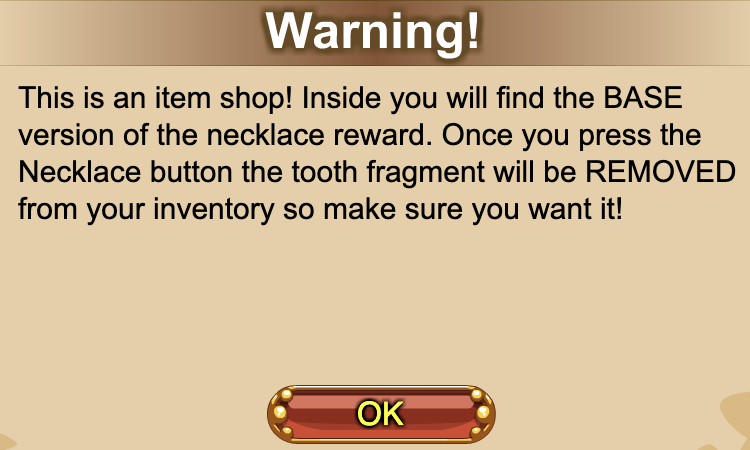 Warning!
This is an item shop! Inside you will find the BASE
version of the necklace reward. Once you press the
Necklace button the tooth fragment will be REMOVED
from your inventory so make sure you want it!
OK